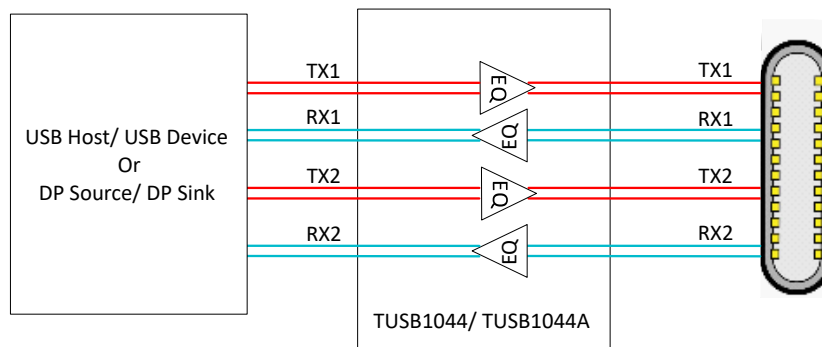 USB Host/ USB Device
Or
DP Source/ DP Sink
TX1
EQ
TX1
RX1
EQ
RX1
TX2
EQ
TX2
RX2
EQ
RX2
TUSB1044/ TUSB1044A